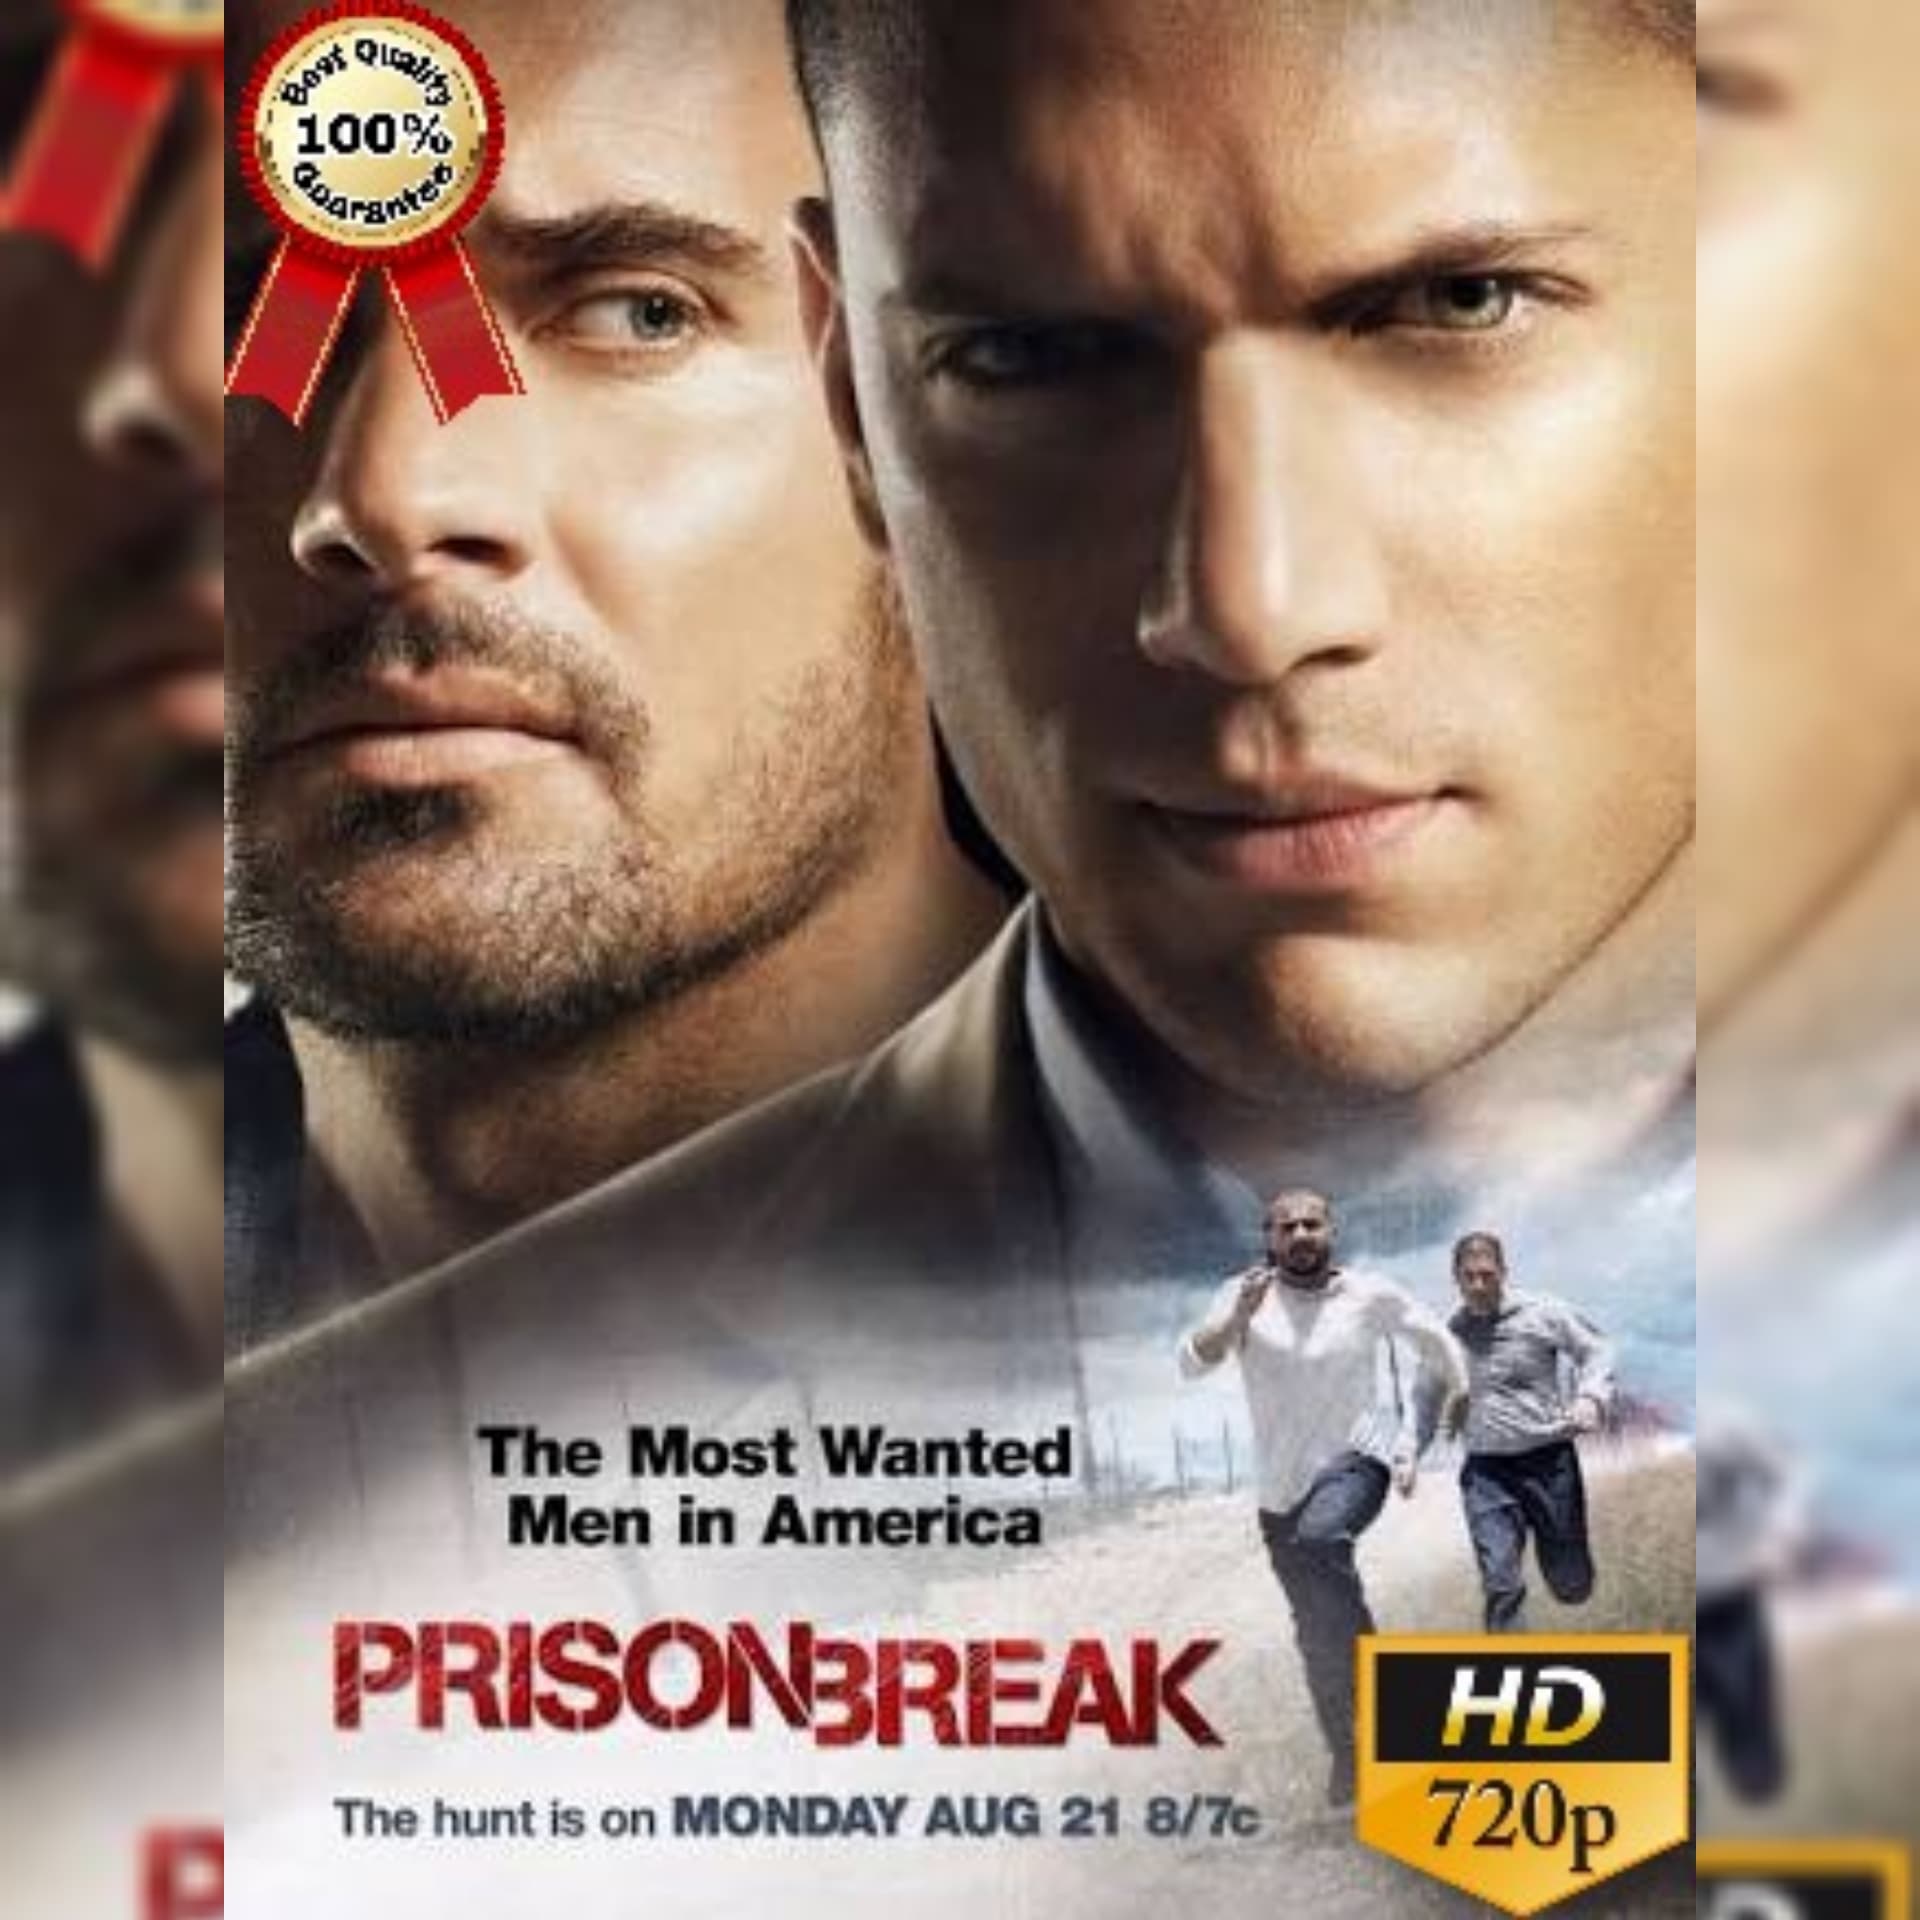 Best Quality
100%
Guarantee
The Most Wanted
Men in America
PRISON BREAK
The hunt is on MONDAY AUG 21 8/7c
HD
720p